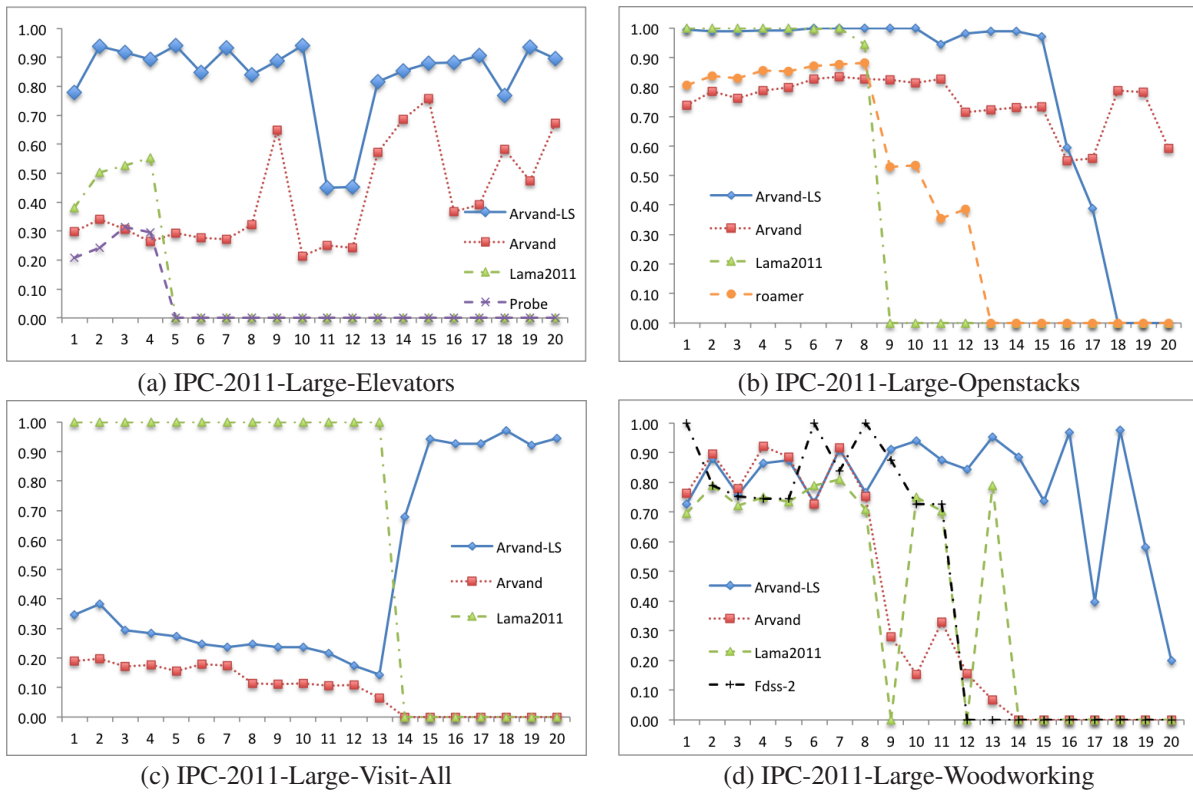 1.00
0.90
0.80
0.70
0.60
0.50
0.40
0.30
0.20
0.10
0.00
1 2 3 4 5 6 7 8 9 10 11 12 13 14 15 16 17 18 19 20
Arvand-LS
Arvand
Lama2011
Probe
(a) IPC-2011-Large-Elevators
1.00
0.90
0.80
0.70
0.60
0.50
0.40
0.30
0.20
0.10
0.00
1 2 3 4 5 6 7 8 9 10 11 12 13 14 15 16 17 18 19 20
Arvand-LS
Arvand
Lama2011
roamer
(b) IPC-2011-Large-Openstacks
1.00
0.90
0.80
0.70
0.60
0.50
0.40
0.30
0.20
0.10
0.00
1 2 3 4 5 6 7 8 9 10 11 12 13 14 15 16 17 18 19 20
Arvand-LS
Arvand
Lama2011
(c) IPC-2011-Large-Visit-All
1.00
0.90
0.80
0.70
0.60
0.50
0.40
0.30
0.20
0.10
0.00
1 2 3 4 5 6 7 8 9 10 11 12 13 14 15 16 17 18 19 20
Arvand-LS
Arvand
Lama2011
Fdss-2
(d) IPC-2011-Large-Woodworking